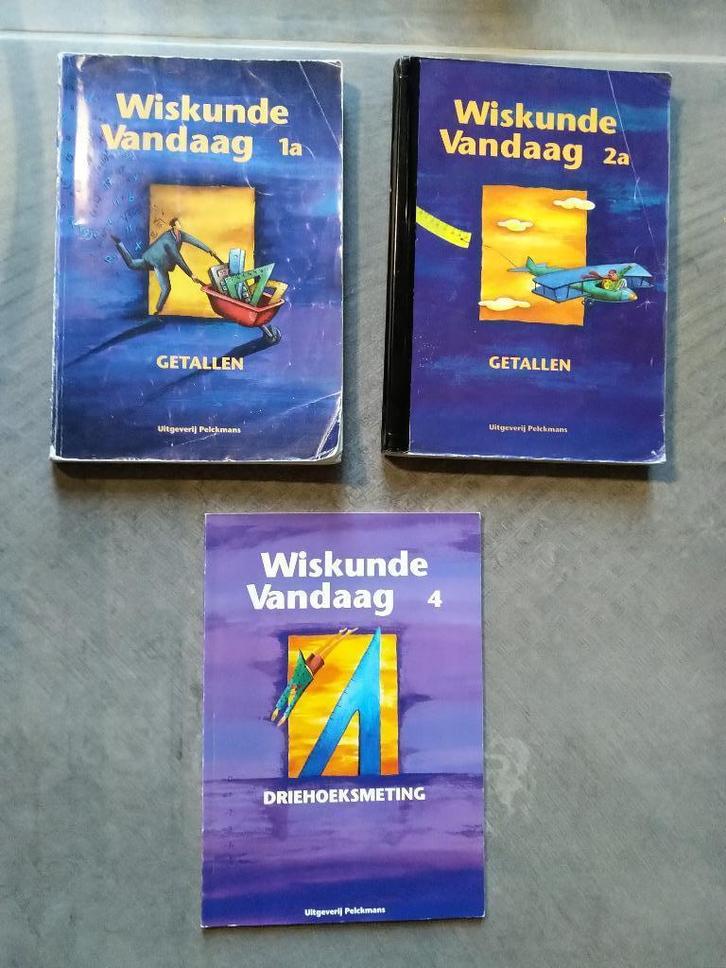 Wiskunde
Vandaag 1a
GETALLEN
Uitgeverij Pelckmans
Wiskunde
Vandaag 2a
GETALLEN
Uitgeverij Pelckmans
Wiskunde
Vandaag 4
DRIEHOEKSMETING
Uitgeverij Pelckmans